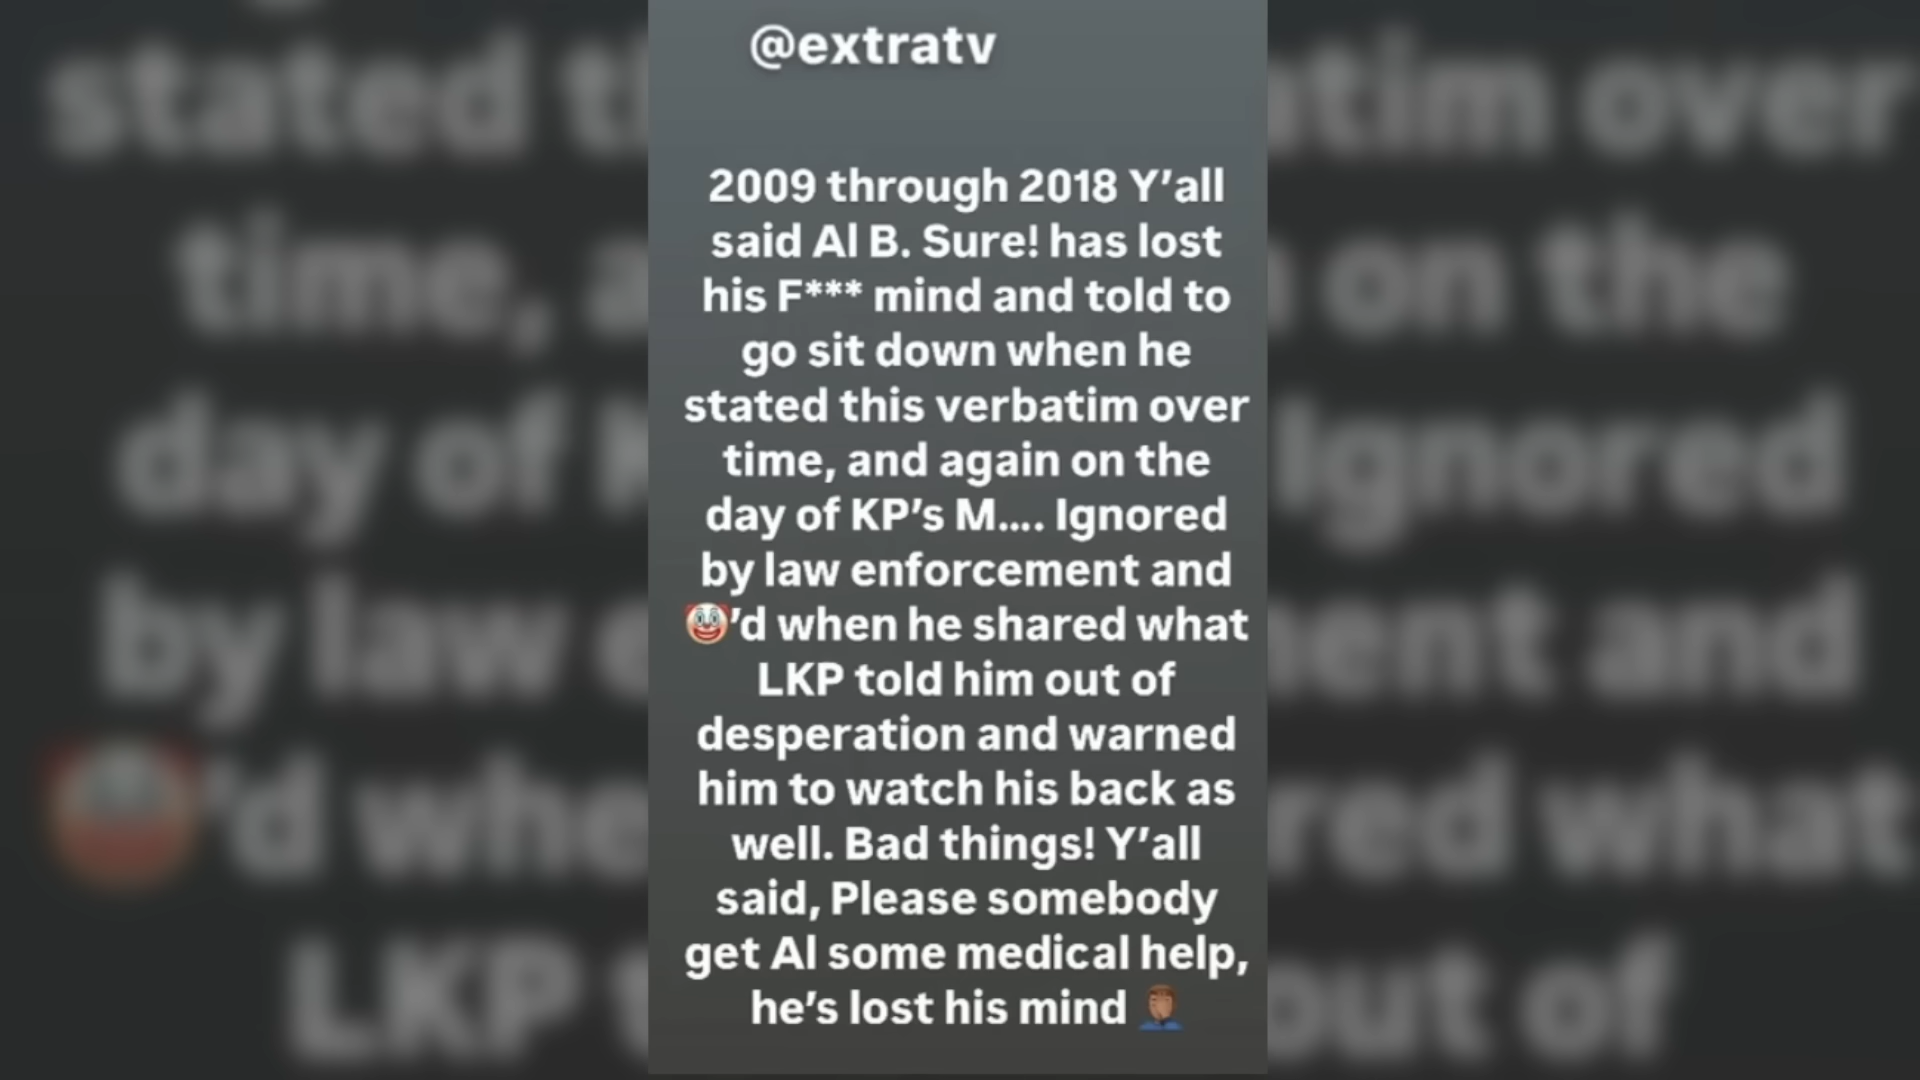 @extratv
2009 through 2018 Y’all
said Al B. Sure! has lost
his F*** mind and told to
go sit down when he
stated this verbatim over
time, and again on the
day of KP’s M.... Ignored
by law enforcement and
🤡’d when he shared what
LKP told him out of
desperation and warned
him to watch his back as
well. Bad things! Y’all
said, Please somebody
get Al some medical help,
he’s lost his mind 🤦🏾‍♂️